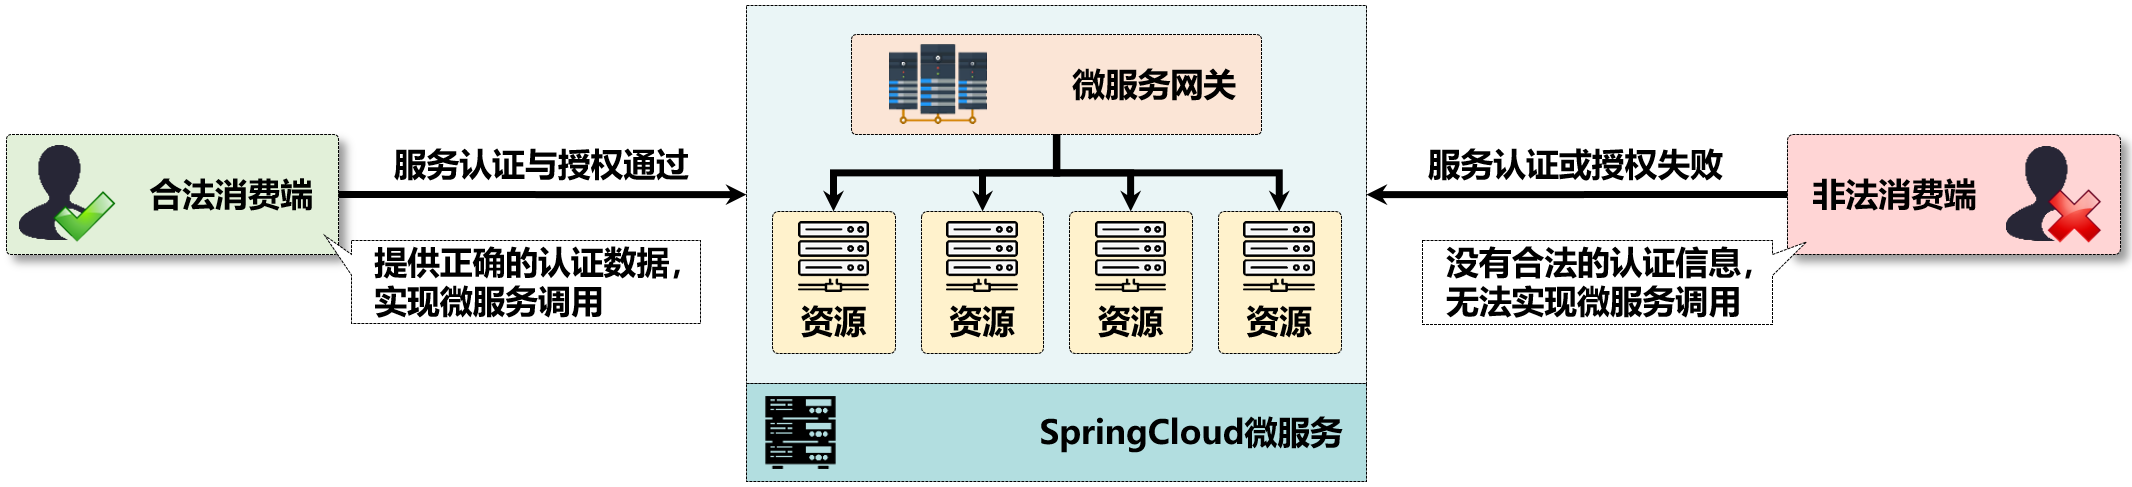 微服务网关
服务认证与授权通过
合法消费端
提供正确的认证数据，
实现微服务调用
资源
资源
资源
资源
SpringCloud微服务
服务认证或授权失败
非法消费端
没有合法的认证信息，
无法实现微服务调用